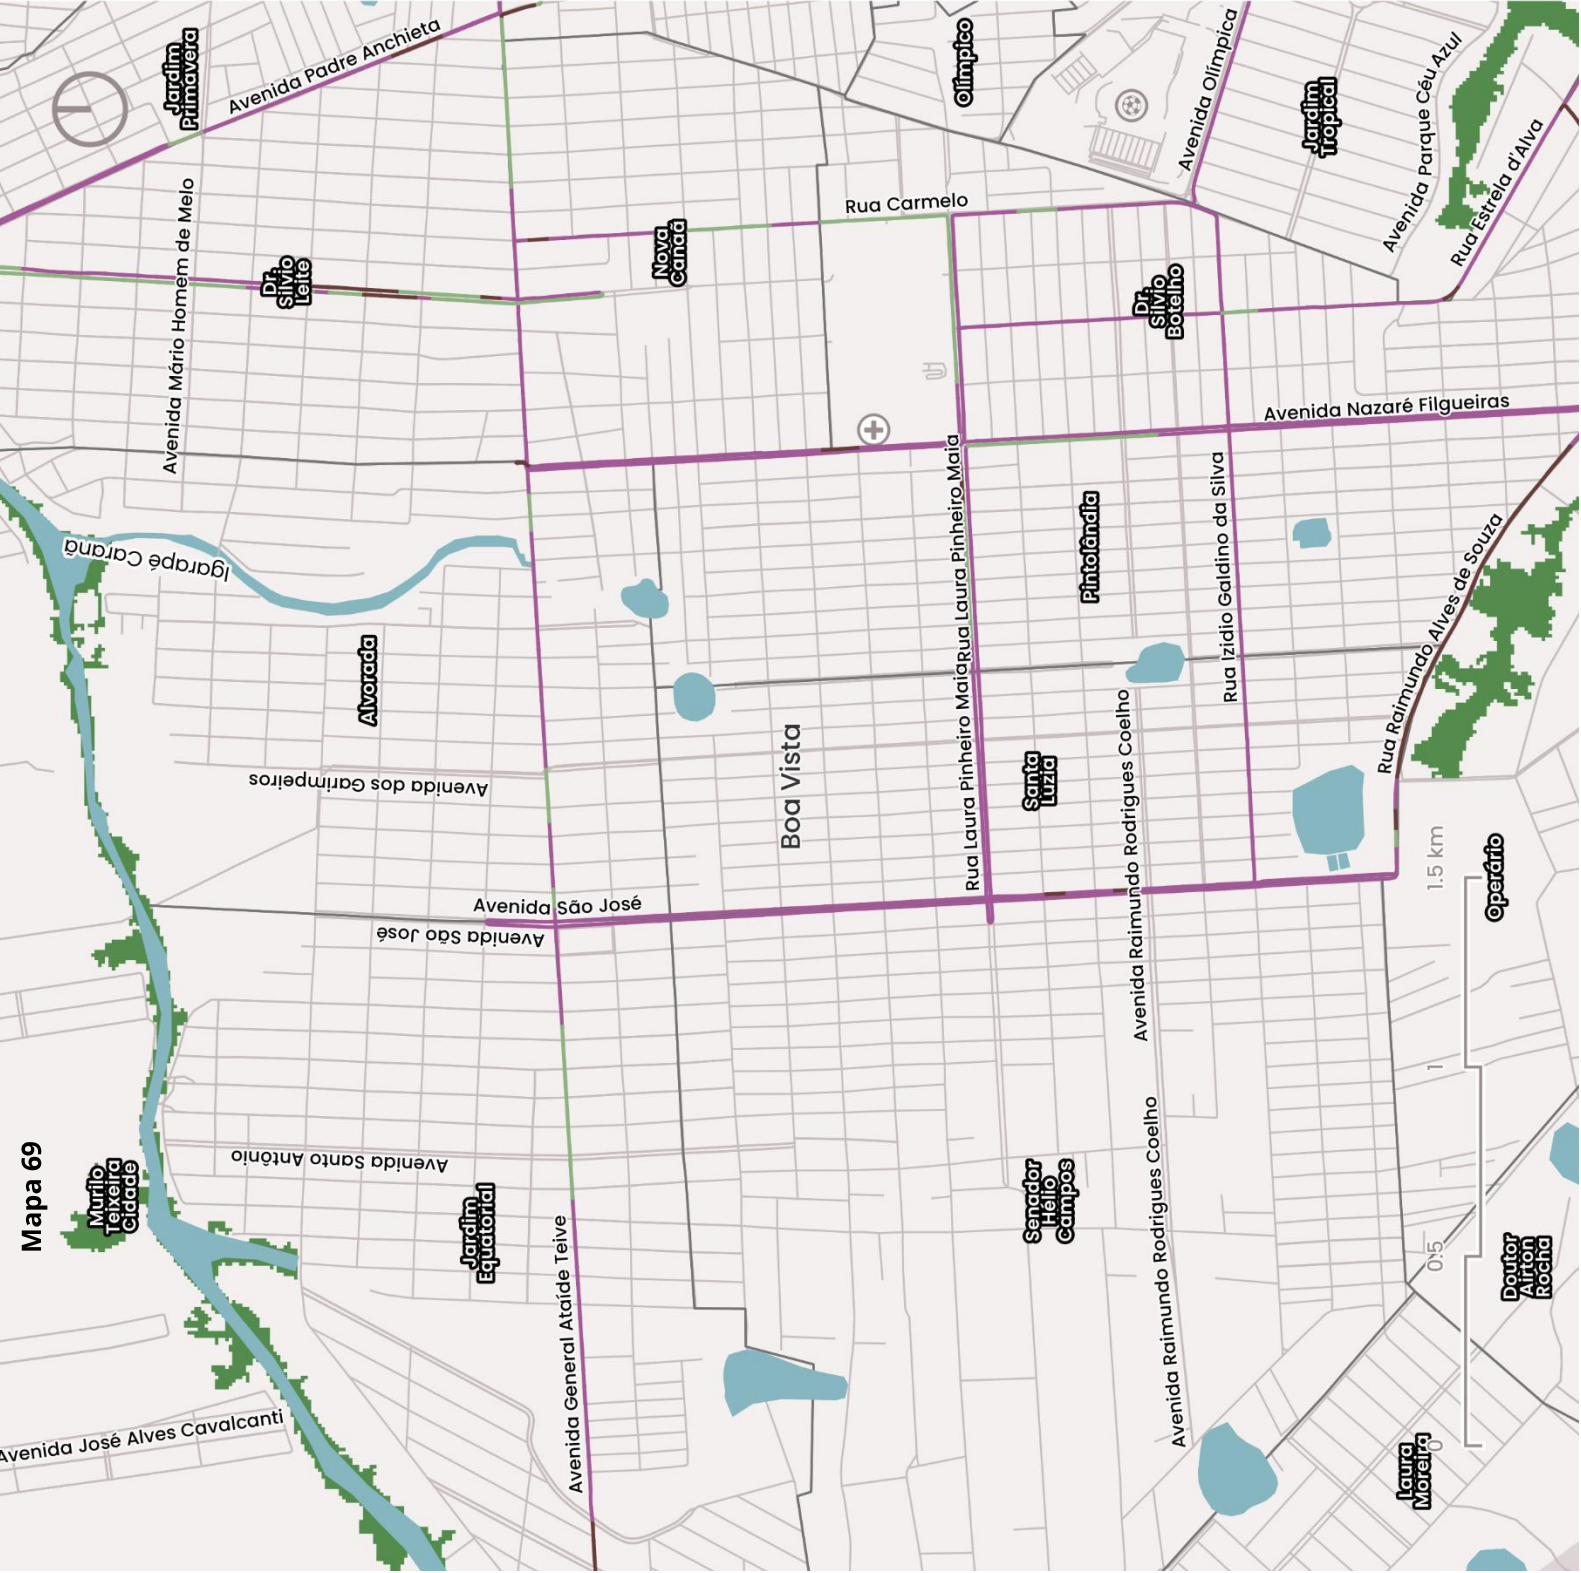 Mapa 69
Jardim
Primavera
Avenida Padre Anchieta
Olímpico
Avenida Olímpica
Jardim
Tropical
Avenida Parque Céu Azul
Rua Estrela d'Alva
Avenida Mário Homem de Melo
Dr.
Silvio
Leite
Nova
Canaã
Rua Carmelo
Dr.
Silvio
Botelho
Avenida Nazaré Filgueiras
Igarapé Caranã
Alvorada
Avenida dos Garimpeiros
Boa Vista
Rua Laura Pinheiro Maia
Rua Laura Pinheiro Maia
Rua Laura Pinheiro Maia
Pintolândia
Rua Izidio Galdino da Silva
Rua Raimundo Alves de Souza
Santa
Luzia
Avenida Raimundo Rodrigues Coelho
Avenida São José
Avenida São José
Operário
1.5 km
1
0.5
0
Avenida Santo Antônio
Murilo
Teixeira
Cidade
Jardim
Equatorial
Avenida General Ataíde Teive
Senador
Hélio
Campos
Avenida Raimundo Rodrigues Coelho
Doutor
Airton
Rocha
Avenida José Alves Cavalcanti
Laura
Moreira